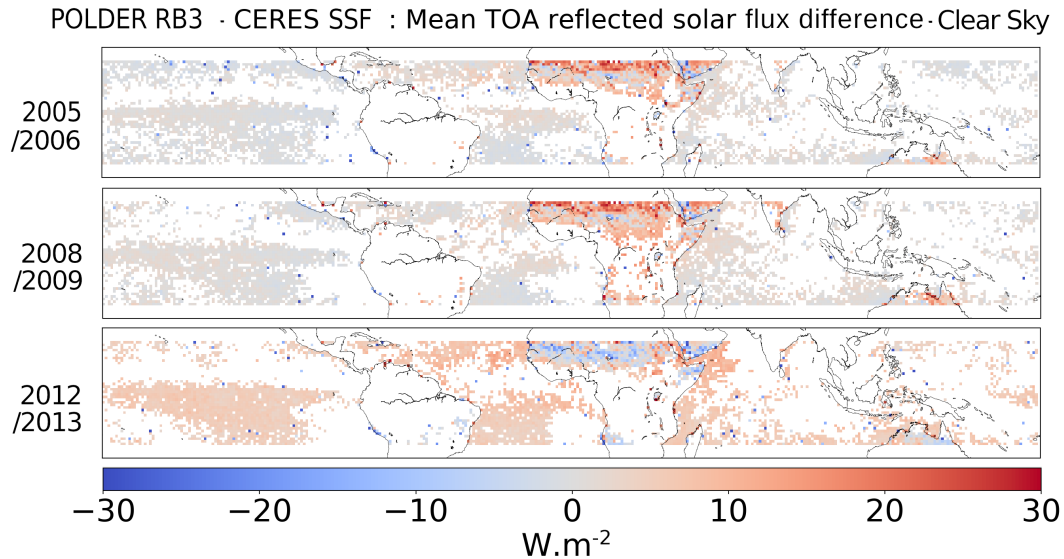 POLDER RB3 - CERES SSF : Mean TOA reflected solar flux difference - Clear Sky
2005
/2006
2008
/2009
2012
/2013
−30 −20 −10 0 10 20 30
W.m⁻²